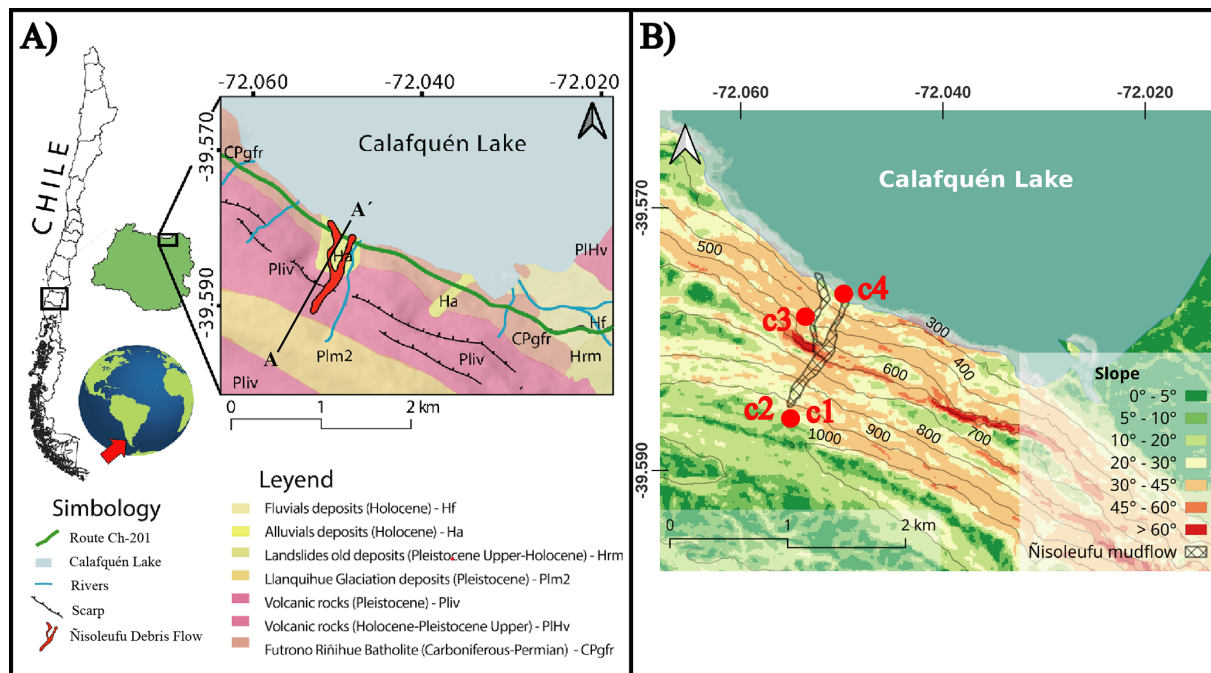 A)
-72.060
-72.040
-72.020
-39.570
-39.590
CHILE
Calafquén Lake
CPgfr
A´
Ha
Pliv
PlHv
Ha
Hf
A
Plm2
Pliv
CPgfr
Hrm
Pliv
0 1 2 km
Simbology
Route Ch-201
Calafquén Lake
Rivers
Scarp
Ñisoleufu Debris Flow
Leyend
Fluvials deposits (Holocene) - Hf
Alluvials deposits (Holocene) - Ha
Landslides old deposits (Pleistocene Upper-Holocene) - Hrm
Llanquihue Glaciation deposits (Pleistocene) - Plm2
Volcanic rocks (Pleistocene) - Pliv
Volcanic rocks (Holocene-Pleistocene Upper) - PlHv
Futrono Riñihue Batholite (Carboniferous-Permian) - CPgfr
B)
-72.060
-72.040
-72.020
-39.570
-39.590
Calafquén Lake
500
c4
c3
300
400
600
c2 c1
1000
900
800
700
0 1 2 km
Slope
0° - 5°
5° - 10°
10° - 20°
20° - 30°
30° - 45°
45° - 60°
> 60°
Ñisoleufu mudflow